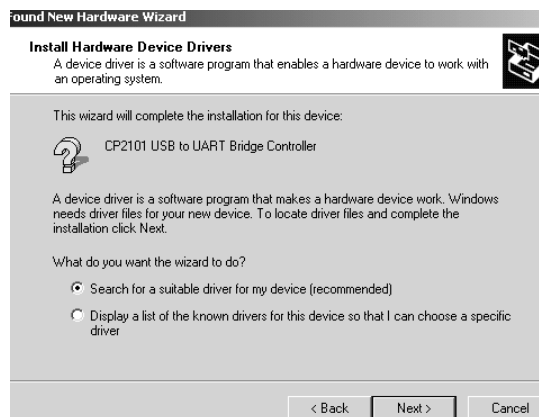 Found New Hardware Wizard
Install Hardware Device Drivers
A device driver is a software program that enables a hardware device to work with
an operating system.
This wizard will complete the installation for this device:
CP2101 USB to UART Bridge Controller
A device driver is a software program that makes a hardware device work. Windows
needs driver files for your new device. To locate driver files and complete the
installation click Next.
What do you want the wizard to do?
Search for a suitable driver for my device (recommended)
Display a list of the known drivers for this device so that I can choose a specific
driver
< Back Next > Cancel